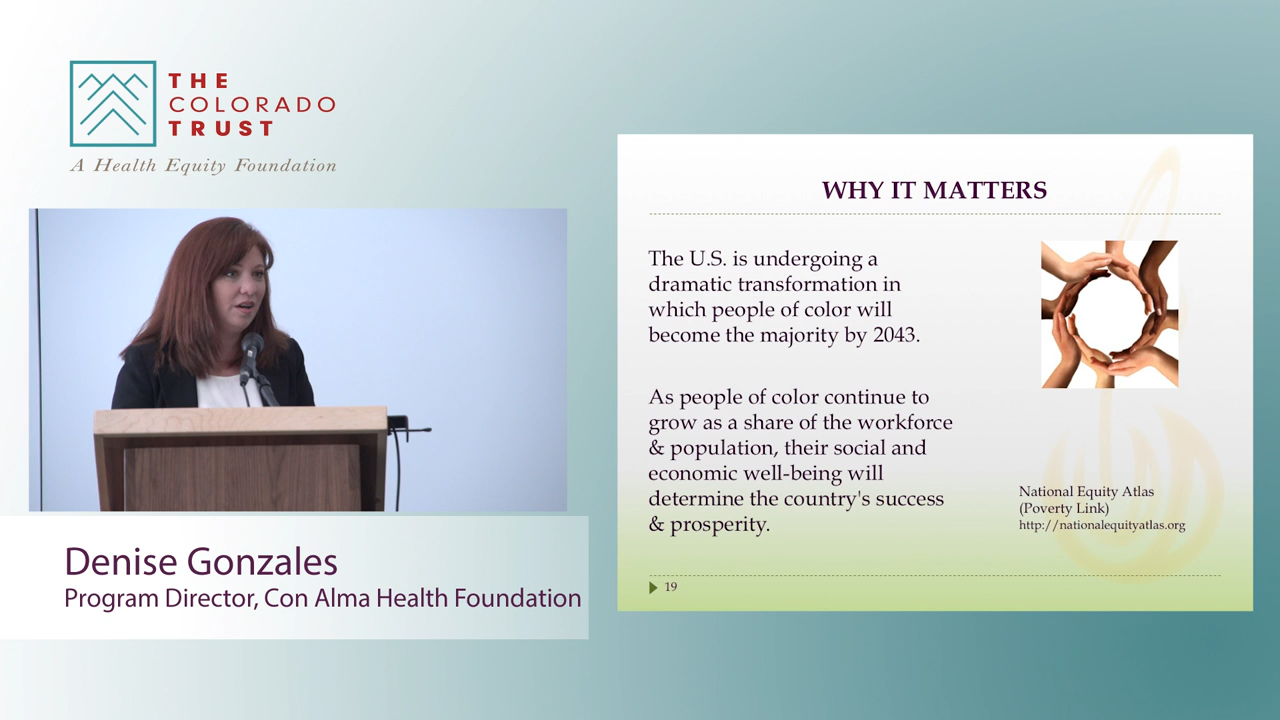 THE
COLORADO
TRUST
A Health Equity Foundation
Denise Gonzales
Program Director, Con Alma Health Foundation
WHY IT MATTERS
The U.S. is undergoing a
dramatic transformation in
which people of color will
become the majority by 2043.
As people of color continue to
grow as a share of the workforce
& population, their social and
economic well-being will
determine the country's success
& prosperity.
National Equity Atlas
(Poverty Link)
http://nationalequityatlas.org
19